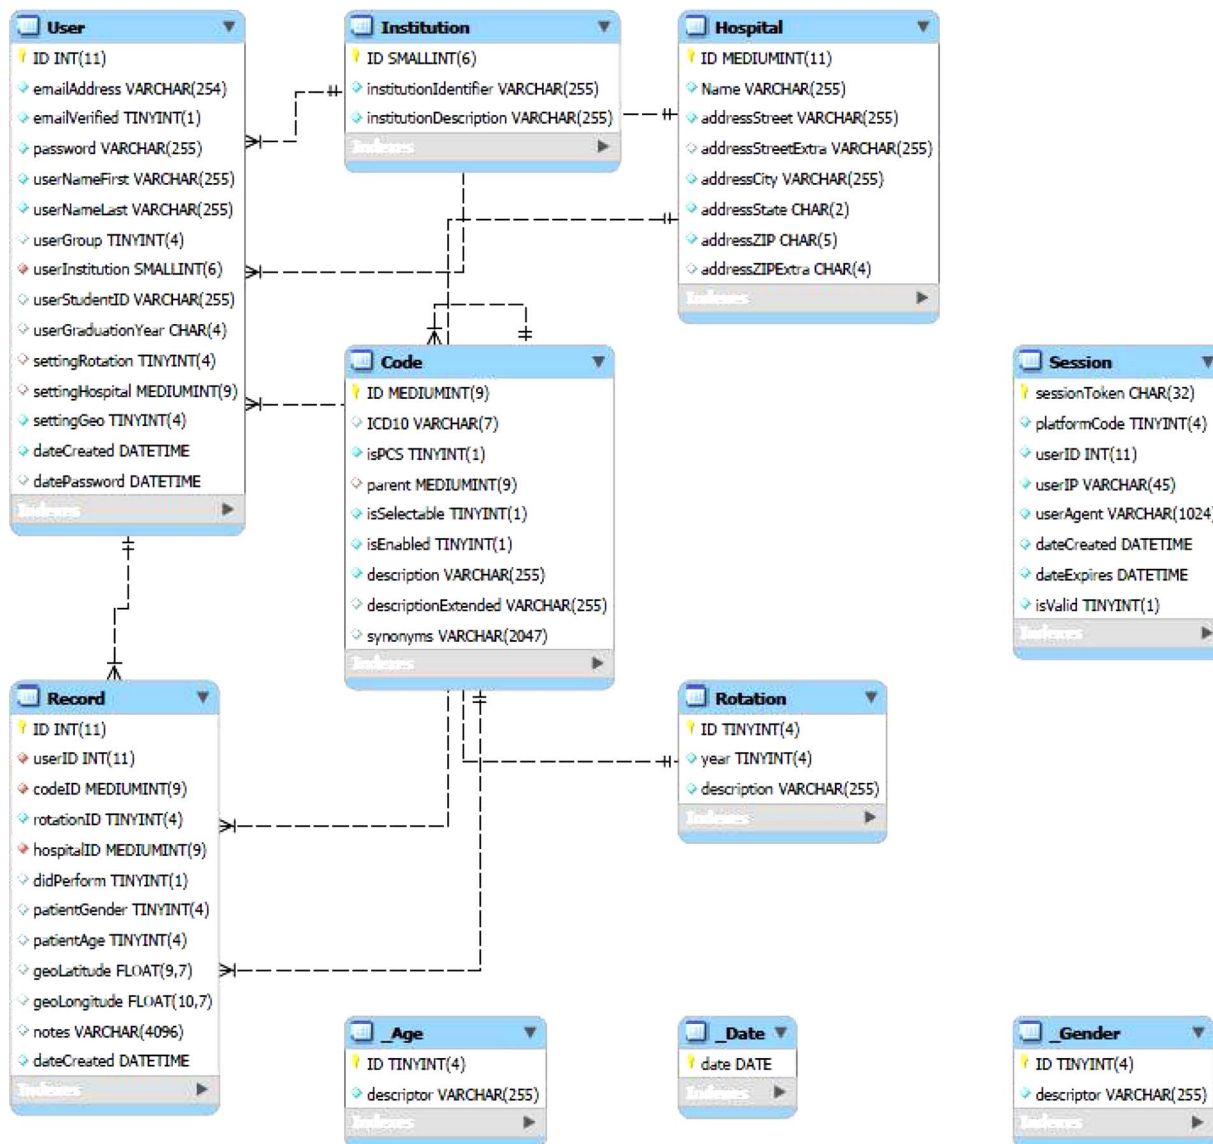 User
ID INT(11)
emailAddress VARCHAR(254)
emailVerified TINYINT(1)
password VARCHAR(255)
userNameFirst VARCHAR(255)
userNameLast VARCHAR(255)
userGroup TINYINT(4)
userInstitution SMALLINT(6)
userStudentID VARCHAR(255)
userGraduationYear CHAR(4)
settingRotation TINYINT(4)
settingHospital MEDIUMINT(9)
settingGeo TINYINT(4)
dateCreated DATETIME
datePassword DATETIME
Indexes
Institution
ID SMALLINT(6)
institutionIdentifier VARCHAR(255)
institutionDescription VARCHAR(255)
Indexes
Hospital
ID MEDIUMINT(11)
Name VARCHAR(255)
addressStreet VARCHAR(255)
addressStreetExtra VARCHAR(255)
addressCity VARCHAR(255)
addressState CHAR(2)
addressZIP CHAR(5)
addressZIPExtra CHAR(4)
Indexes
Code
ID MEDIUMINT(9)
ICD10 VARCHAR(7)
isPCS TINYINT(1)
parent MEDIUMINT(9)
isSelectable TINYINT(1)
isEnabled TINYINT(1)
description VARCHAR(255)
descriptionExtended VARCHAR(255)
synonyms VARCHAR(2047)
Indexes
Session
sessionToken CHAR(32)
platformCode TINYINT(4)
userID INT(11)
userIP VARCHAR(45)
userAgent VARCHAR(1024)
dateCreated DATETIME
dateExpires DATETIME
isValid TINYINT(1)
Indexes
Record
ID INT(11)
userID INT(11)
codeID MEDIUMINT(9)
rotationID TINYINT(4)
hospitalID MEDIUMINT(9)
didPerform TINYINT(1)
patientGender TINYINT(4)
patientAge TINYINT(4)
geoLatitude FLOAT(9,7)
geoLongitude FLOAT(10,7)
notes VARCHAR(4096)
dateCreated DATETIME
Indexes
Rotation
ID TINYINT(4)
year TINYINT(4)
description VARCHAR(255)
Indexes
_Age
ID TINYINT(4)
descriptor VARCHAR(255)
Indexes
_Date
date DATE
Indexes
_Gender
ID TINYINT(4)
descriptor VARCHAR(255)
Indexes